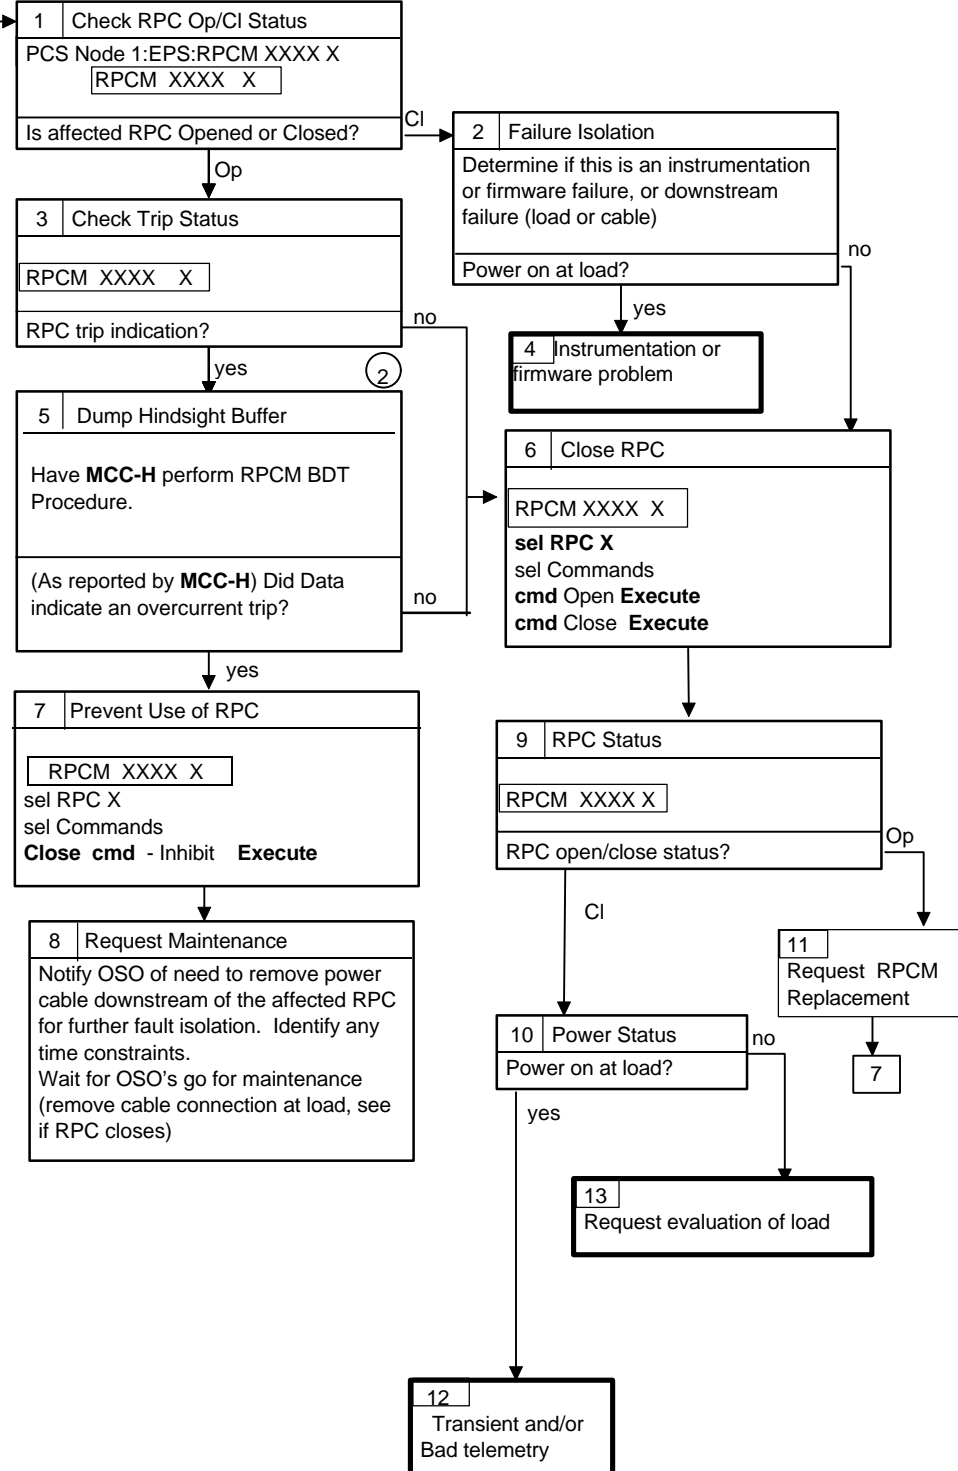 1 Check RPC Op/Cl Status
PCS Node 1:EPS:RPCM XXXX X
RPCM XXXX X
Is affected RPC Opened or Closed?
Cl
Op
2 Failure Isolation
Determine if this is an instrumentation
or firmware failure, or downstream
failure (load or cable)
Power on at load?
no
yes
3 Check Trip Status
RPCM XXXX X
RPC trip indication?
no
yes
2
4 Instrumentation or
firmware problem
5 Dump Hindsight Buffer
Have MCC-H perform RPCM BDT
Procedure.
(As reported by MCC-H) Did Data
indicate an overcurrent trip?
no
yes
6 Close RPC
RPCM XXXX X
sel RPC X
sel Commands
cmd Open Execute
cmd Close Execute
7 Prevent Use of RPC
RPCM XXXX X
sel RPC X
sel Commands
Close cmd - Inhibit Execute
9 RPC Status
RPCM XXXX X
RPC open/close status?
Op
Cl
8 Request Maintenance
Notify OSO of need to remove power
cable downstream of the affected RPC
for further fault isolation. Identify any
time constraints.
Wait for OSO's go for maintenance
(remove cable connection at load, see
if RPC closes)
11
Request RPCM
Replacement
7
10 Power Status
Power on at load?
no
yes
13
Request evaluation of load
12
Transient and/or
Bad telemetry